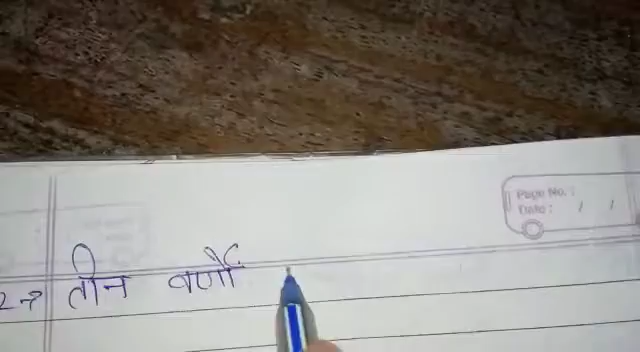 Page No. :
Date : / /
तीन वर्णों